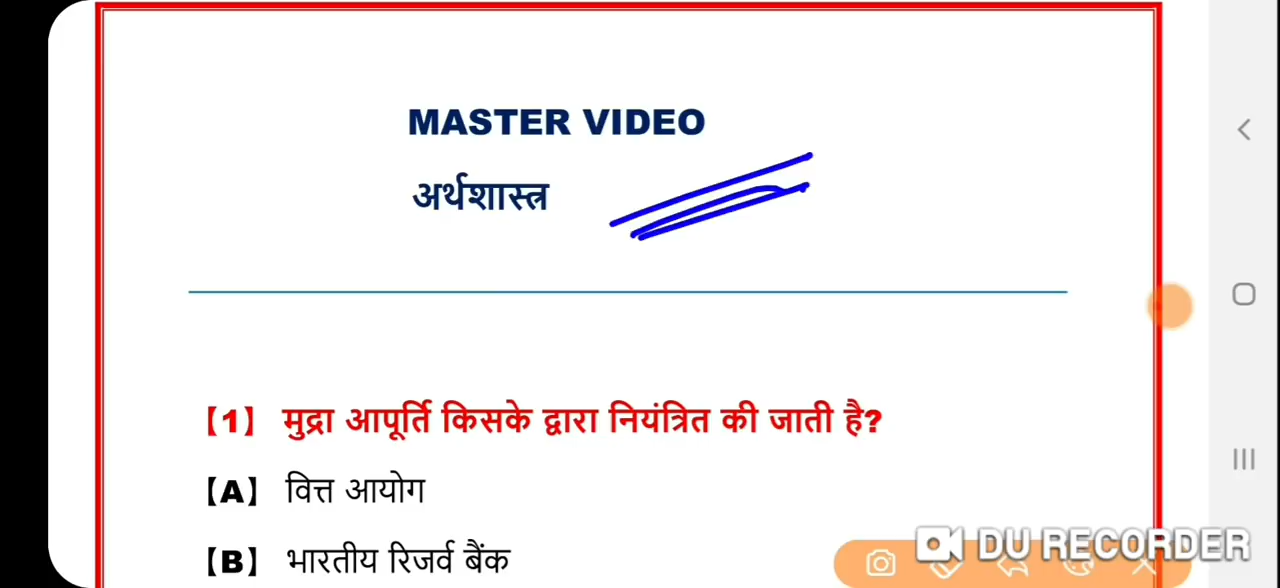 MASTER VIDEO
अर्थशास्त्र
【1】 मुद्रा आपूर्ति किसके द्वारा नियंत्रित की जाती है?
【A】 वित्त आयोग
【B】 भारतीय रिजर्व बैंक
DU RECORDER